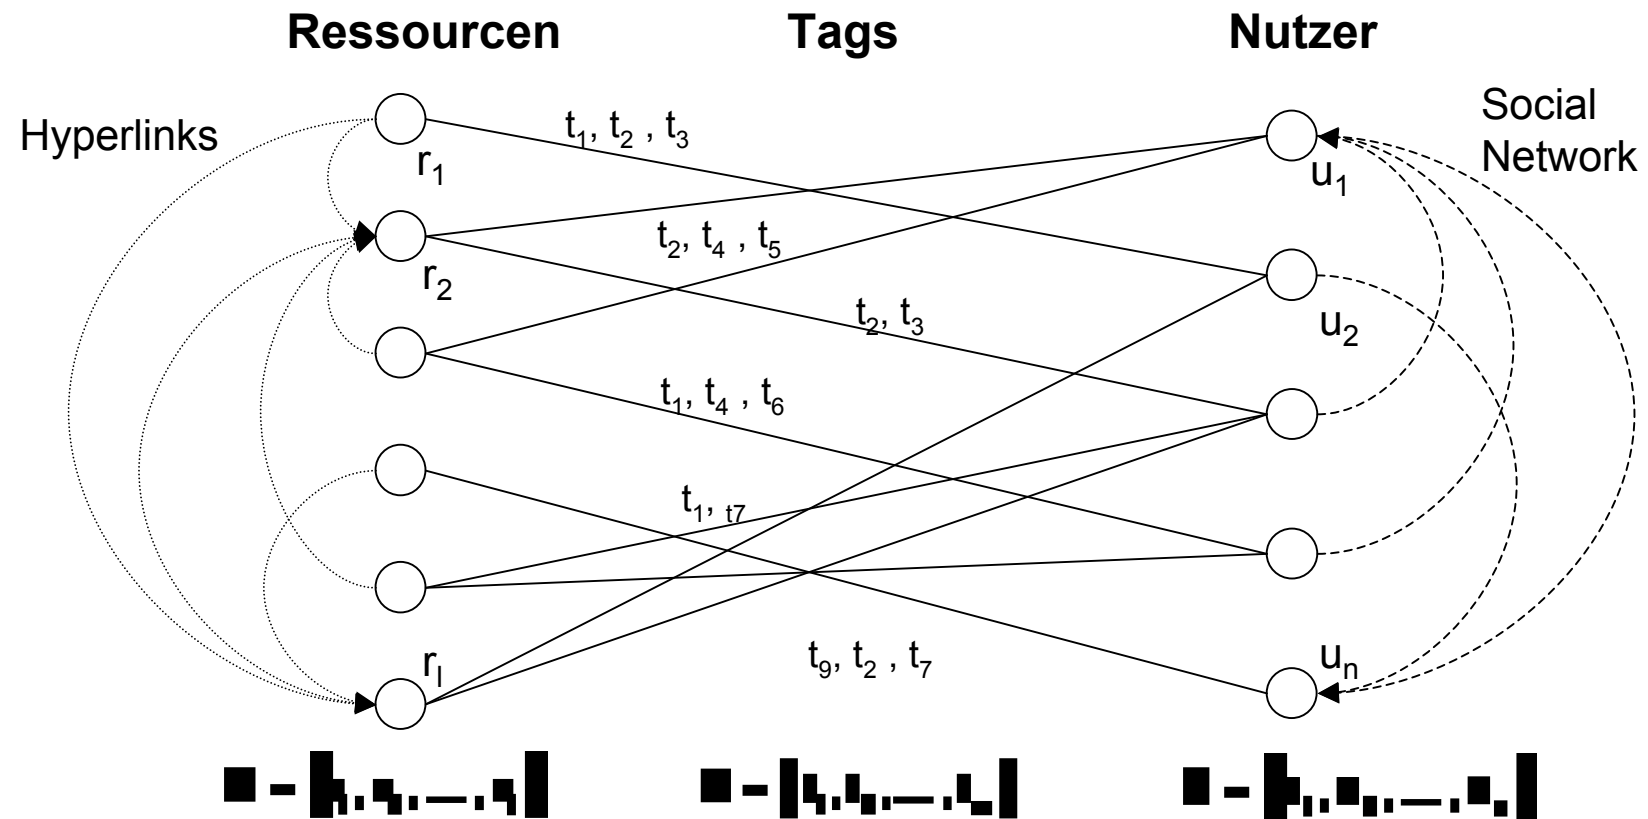 Ressourcen Tags Nutzer
Hyperlinks
Social
Network
t1, t2 , t3
r1
u1
t2, t4 , t5
r2
t2, t3
u2
t1, t4 , t6
t1, t7
rl
un
t9, t2 , t7